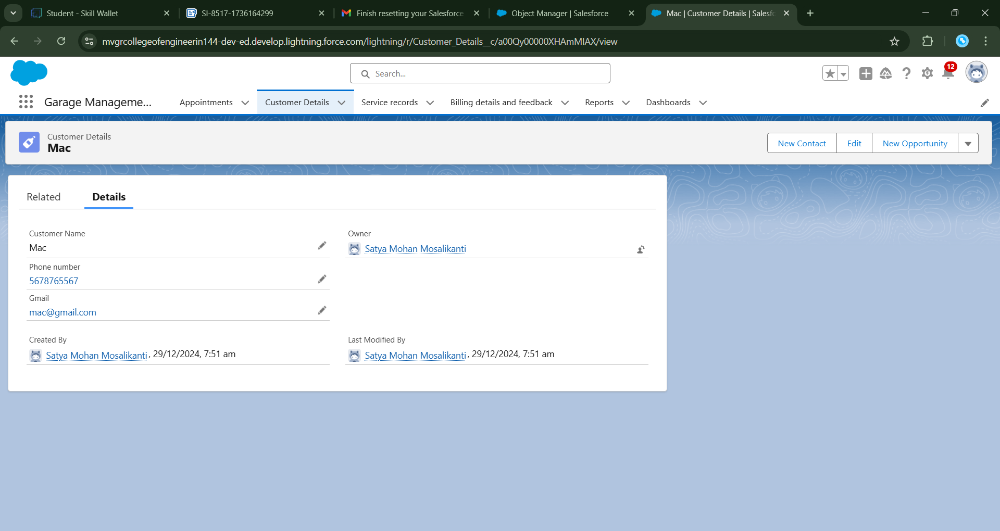 Student - Skill Wallet
SI-8517-1736164299
Finish resetting your Salesforce
Object Manager | Salesforce
Mac | Customer Details | Salesfo
mvgrcollegeofengineerin144-dev-ed.develop.lightning.force.com/lightning/r/Customer_Details__c/a00Qy00000XHAmMIAX/view
Search...
12
Garage Manageme...
Appointments
Customer Details
Service records
Billing details and feedback
Reports
Dashboards
Customer Details
Mac
New Contact
Edit
New Opportunity
Related
Details
Customer Name
Mac
Owner
Satya Mohan Mosalikanti
Phone number
5678765567
Gmail
mac@gmail.com
Created By
Satya Mohan Mosalikanti, 29/12/2024, 7:51 am
Last Modified By
Satya Mohan Mosalikanti, 29/12/2024, 7:51 am